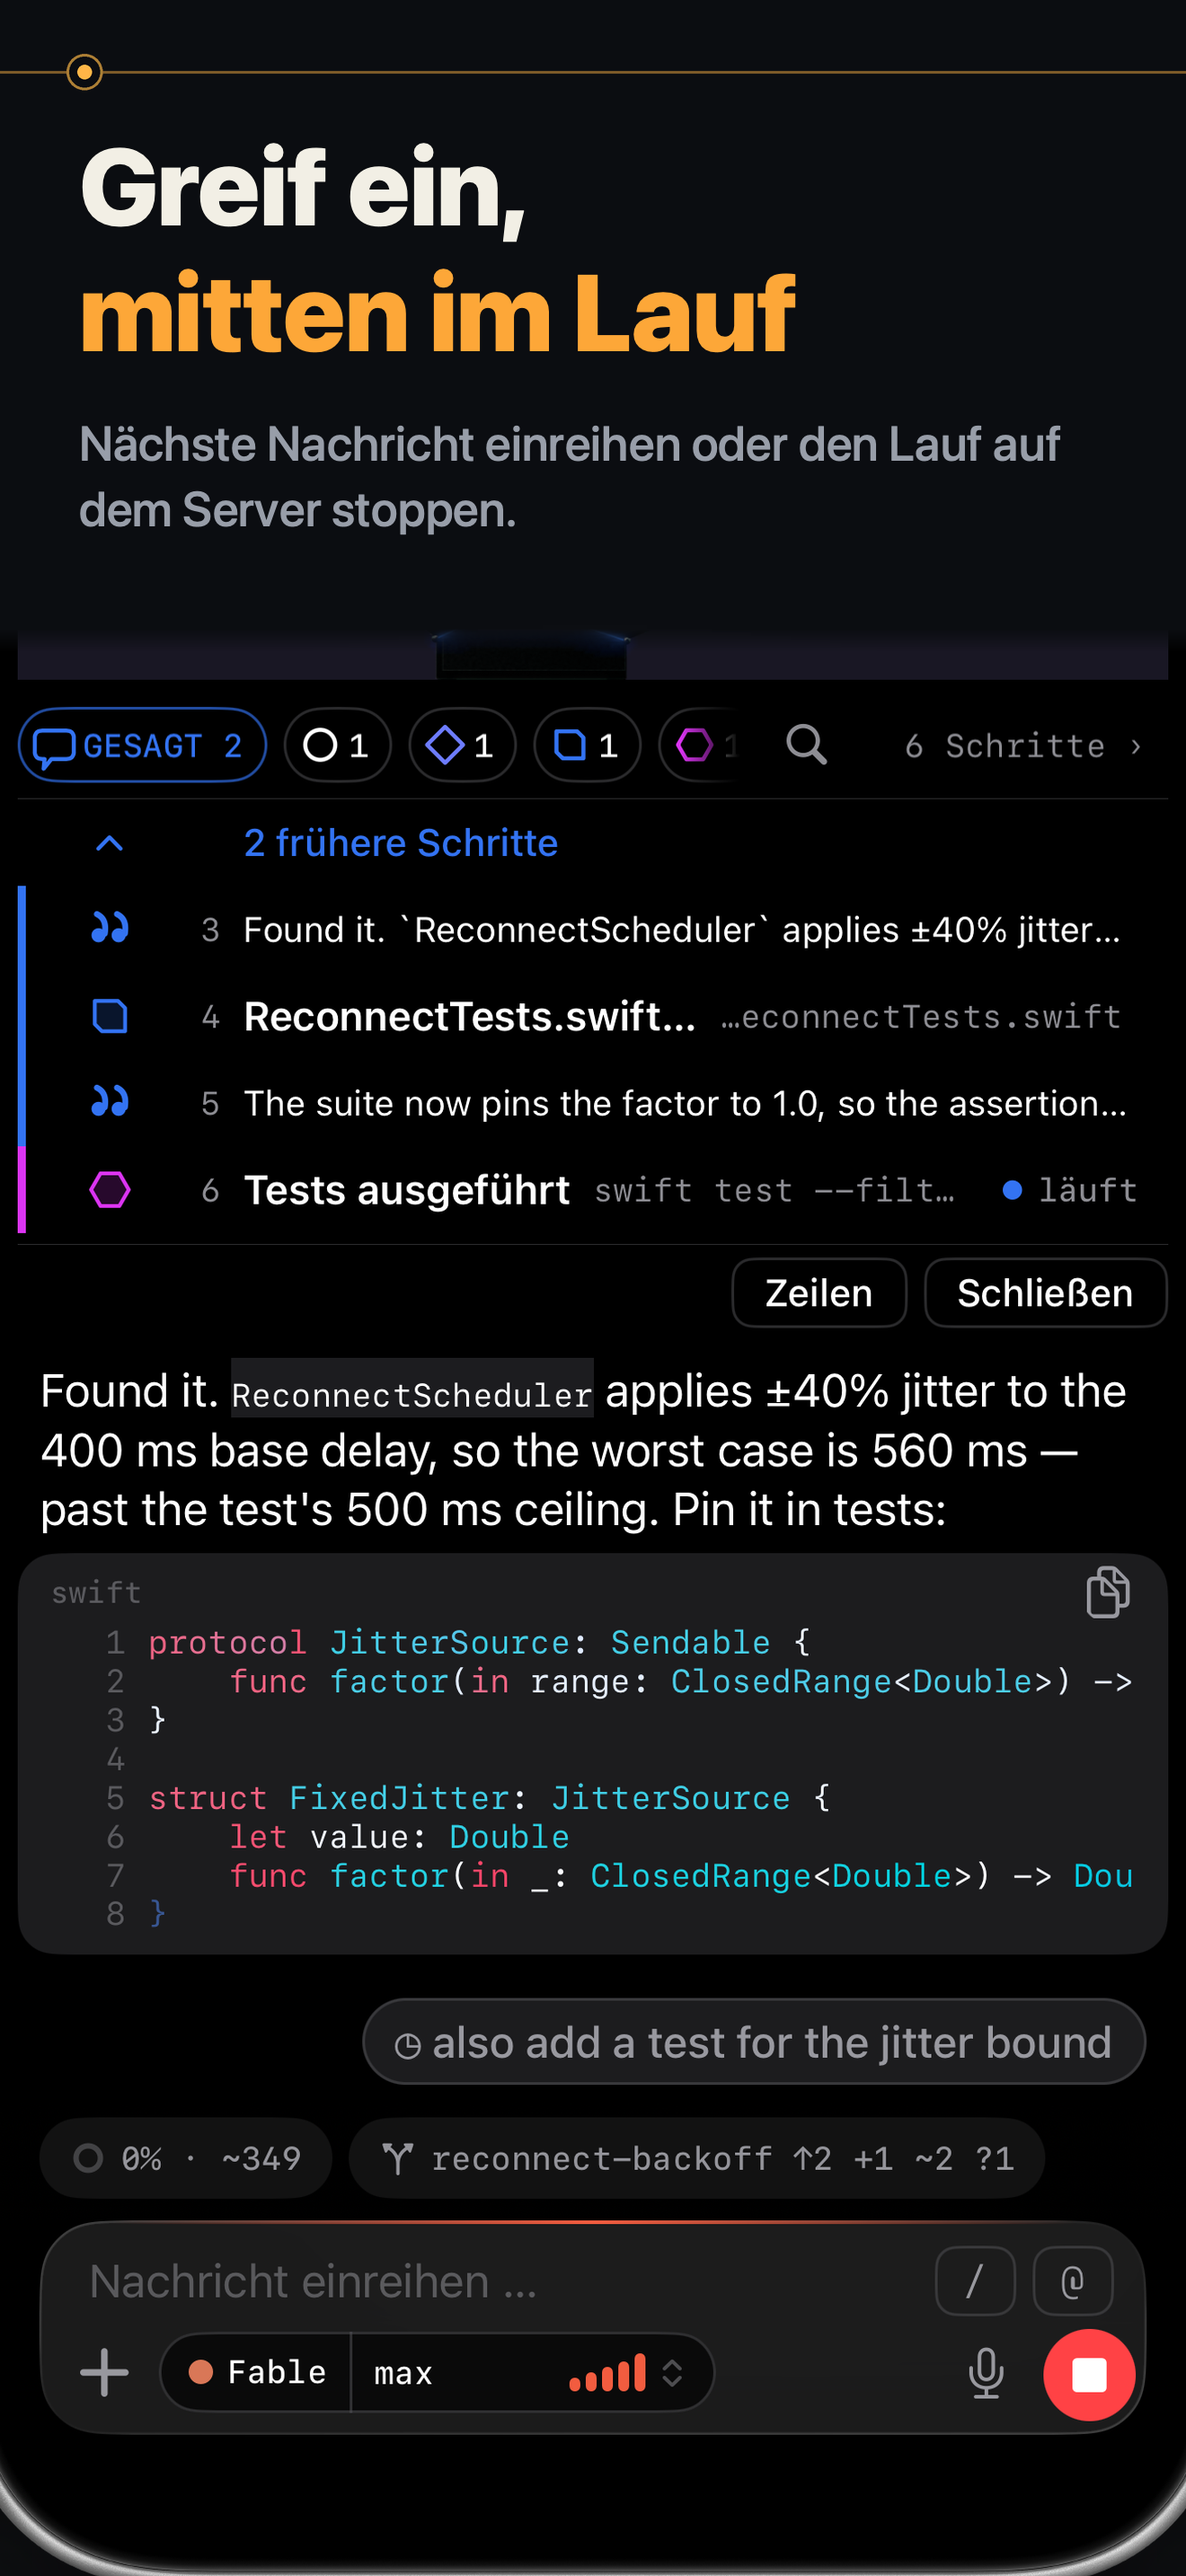 Greif ein,
mitten im Lauf
Nächste Nachricht einreihen oder den Lauf auf
dem Server stoppen.
GESAGT 2 1 1 1 1 6 Schritte ›
2 frühere Schritte
3 Found it. `ReconnectScheduler` applies ±40% jitter…
4 ReconnectTests.swift… …econnectTests.swift
5 The suite now pins the factor to 1.0, so the assertion…
6 Tests ausgeführt swift test --filt… läuft
Zeilen Schließen
Found it. ReconnectScheduler applies ±40% jitter to the
400 ms base delay, so the worst case is 560 ms —
past the test's 500 ms ceiling. Pin it in tests:
swift
1 protocol JitterSource: Sendable {
2     func factor(in range: ClosedRange<Double>) ->
3 }
4
5 struct FixedJitter: JitterSource {
6     let value: Double
7     func factor(in _: ClosedRange<Double>) -> Dou
8 }
also add a test for the jitter bound
0% · ~349 reconnect-backoff ↑2 +1 ~2 ?1
Nachricht einreihen … / @
Fable max